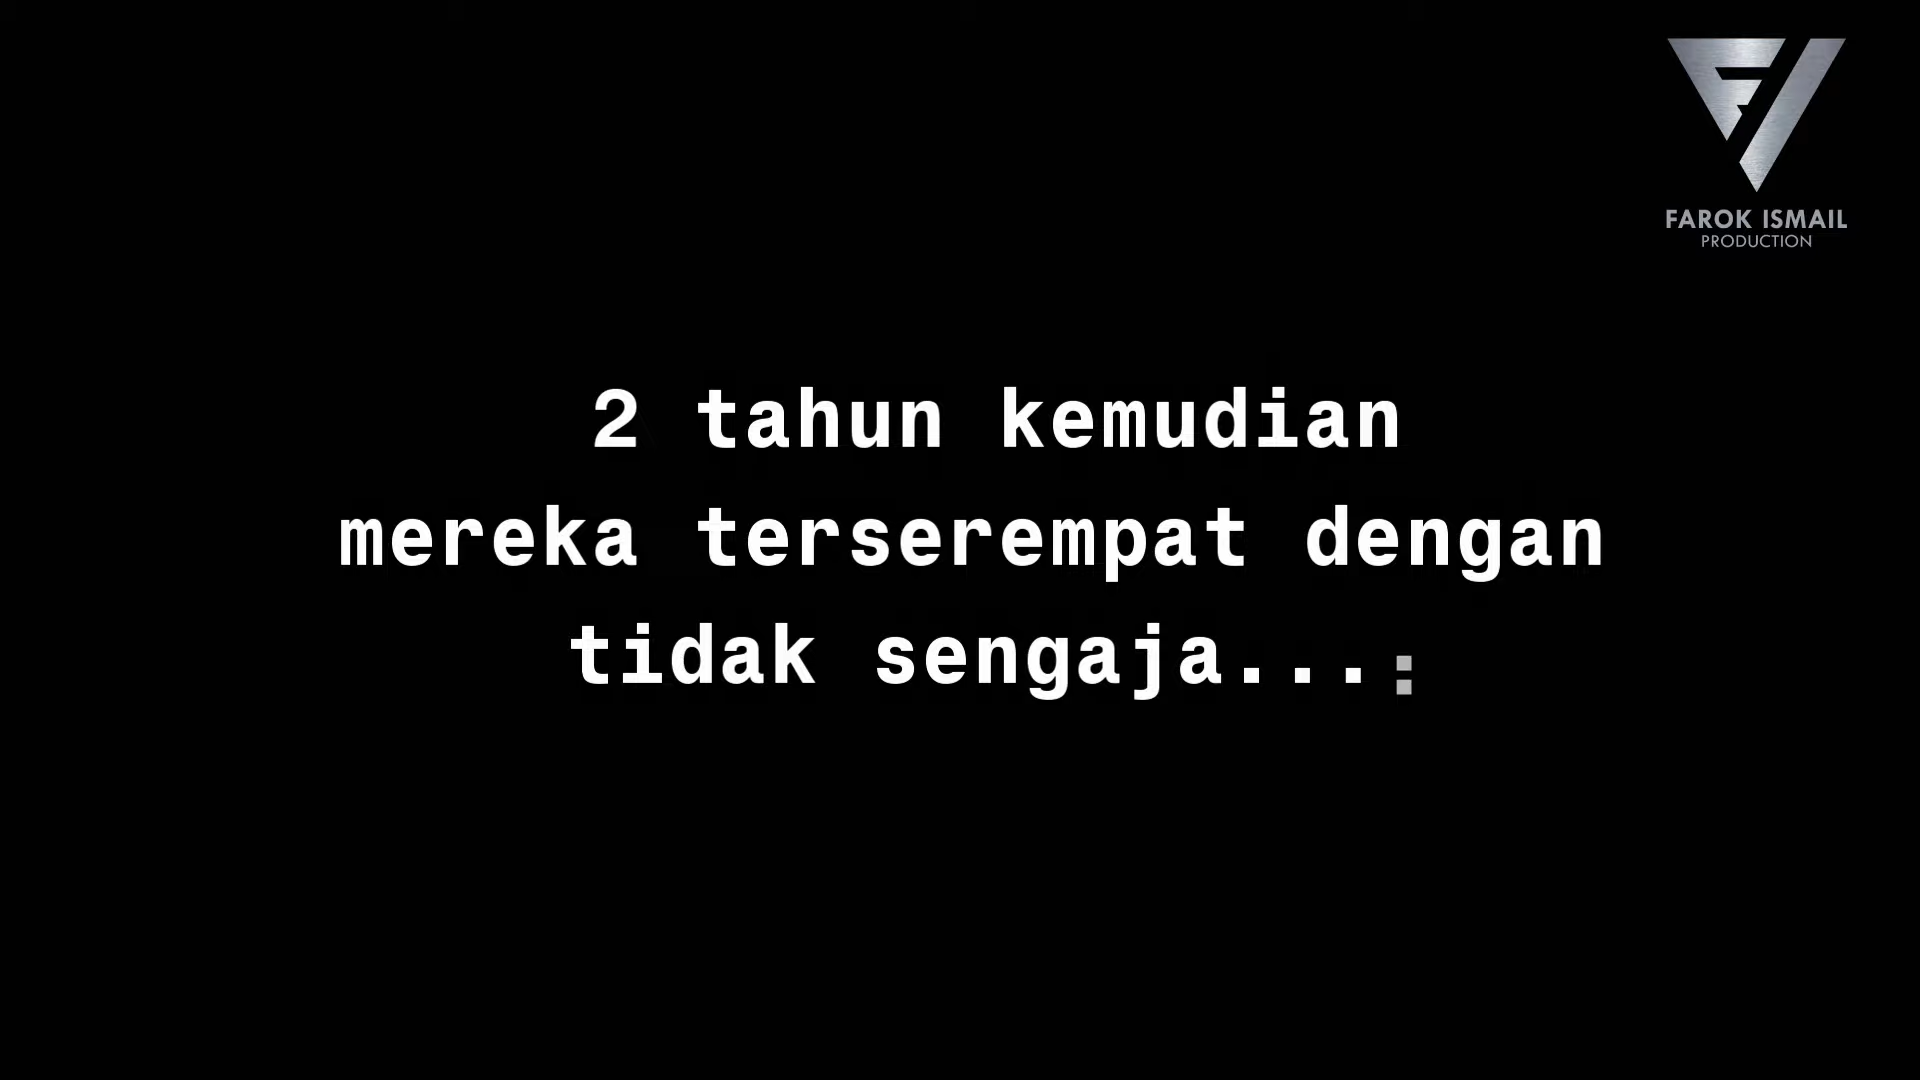 FAROK ISMAIL
PRODUCTION
2 tahun kemudian
mereka terserempat dengan
tidak sengaja....